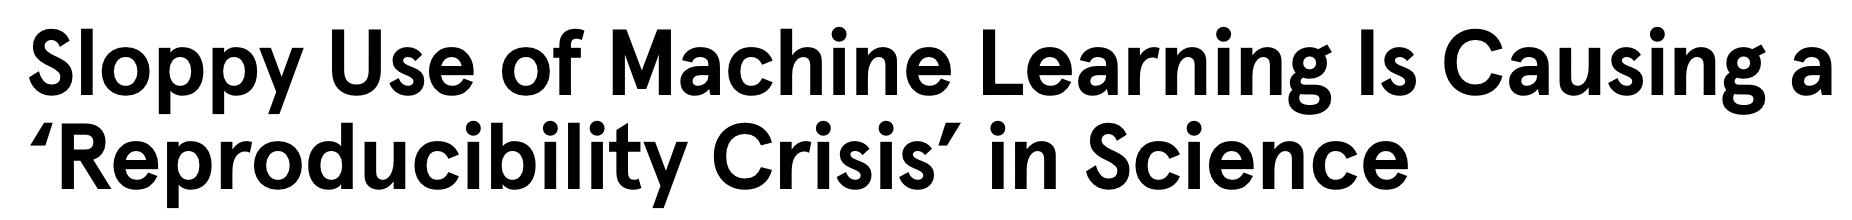 Sloppy Use of Machine Learning Is Causing a
‘Reproducibility Crisis’ in Science